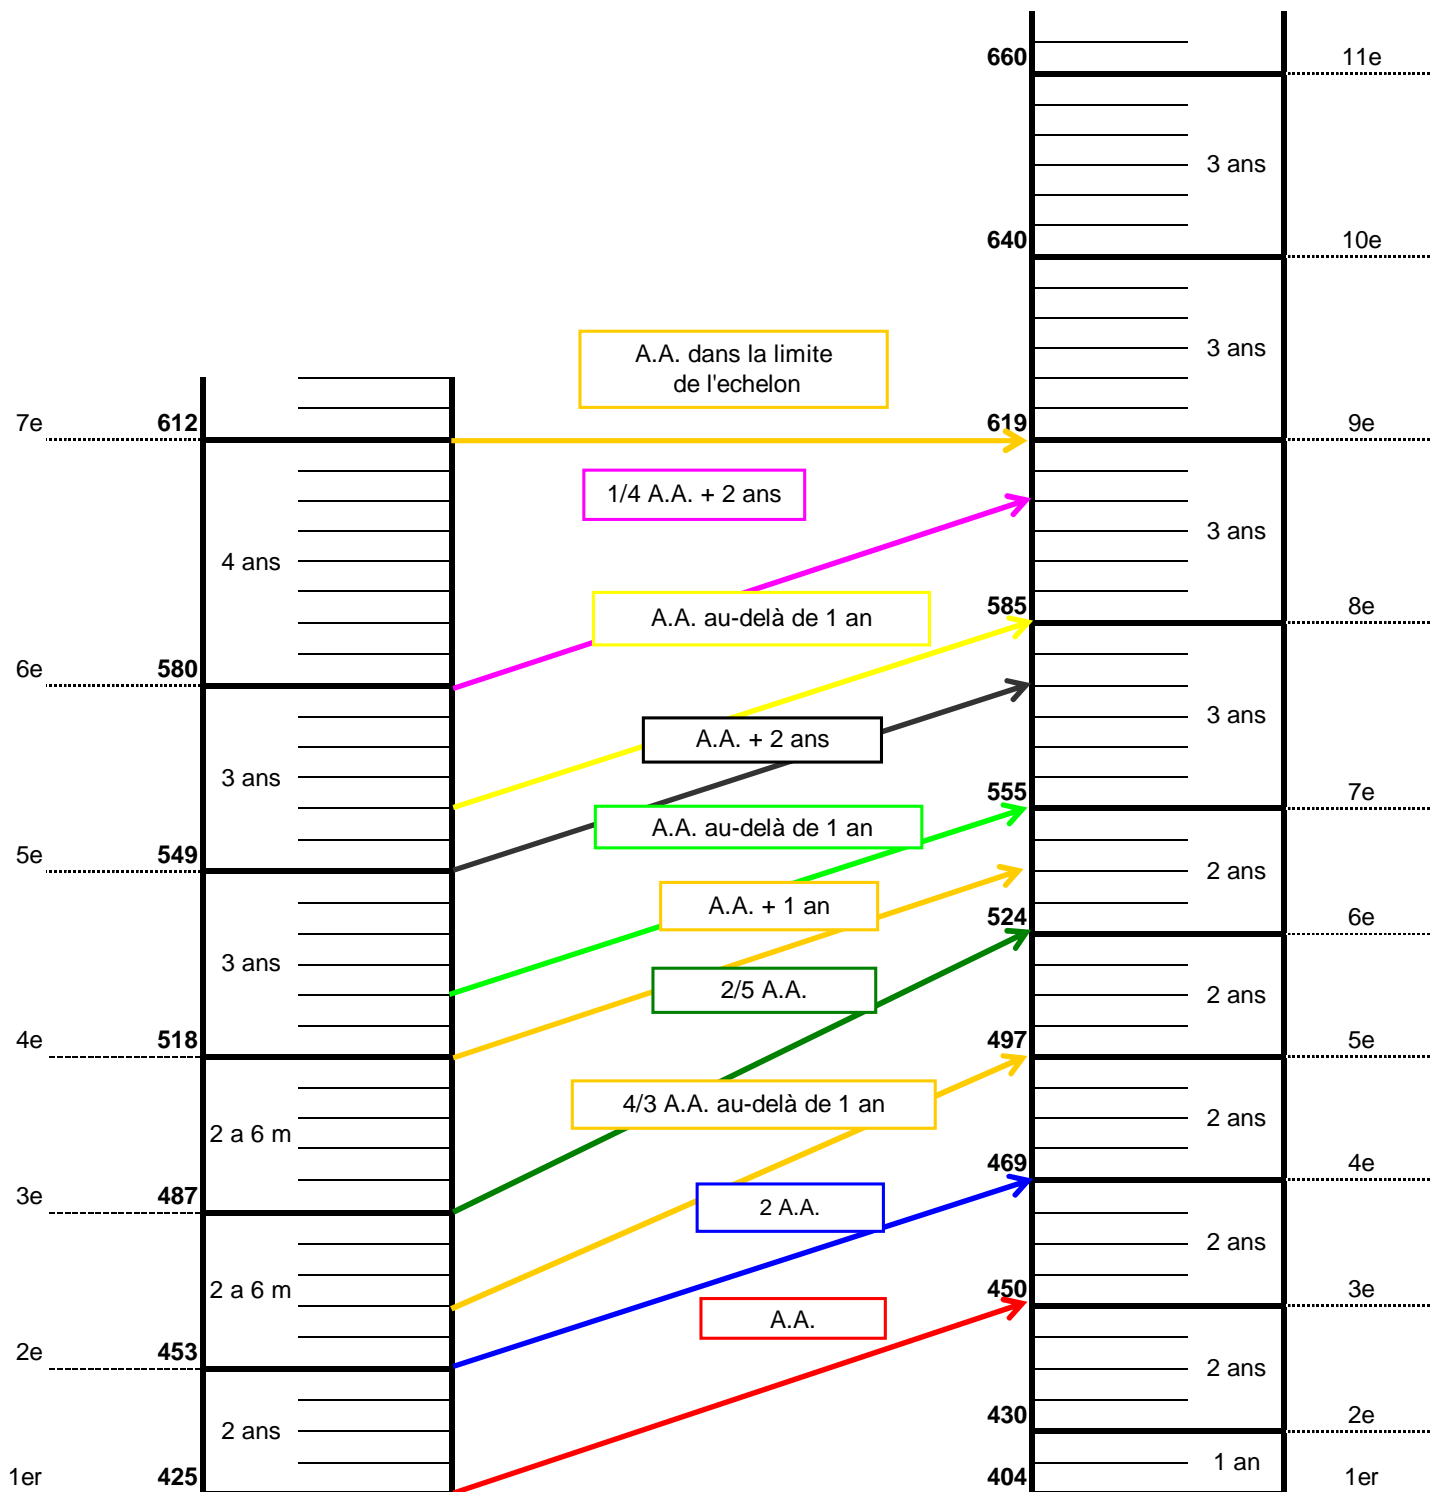 660 11e
3 ans
640 10e
3 ans
A.A. dans la limite
de l'echelon
7e 612 619 9e
1/4 A.A. + 2 ans
3 ans
4 ans
585 8e
A.A. au-delà de 1 an
6e 580
3 ans
A.A. + 2 ans
3 ans
555 7e
A.A. au-delà de 1 an
5e 549
2 ans
A.A. + 1 an
524 6e
3 ans
2/5 A.A.
2 ans
4e 518 497 5e
4/3 A.A. au-delà de 1 an
2 ans
2 a 6 m
469 4e
3e 487
2 A.A.
2 ans
2 a 6 m
450 3e
A.A.
2e 453
2 ans
430 2e
2 ans
1 an
1er 425 404 1er